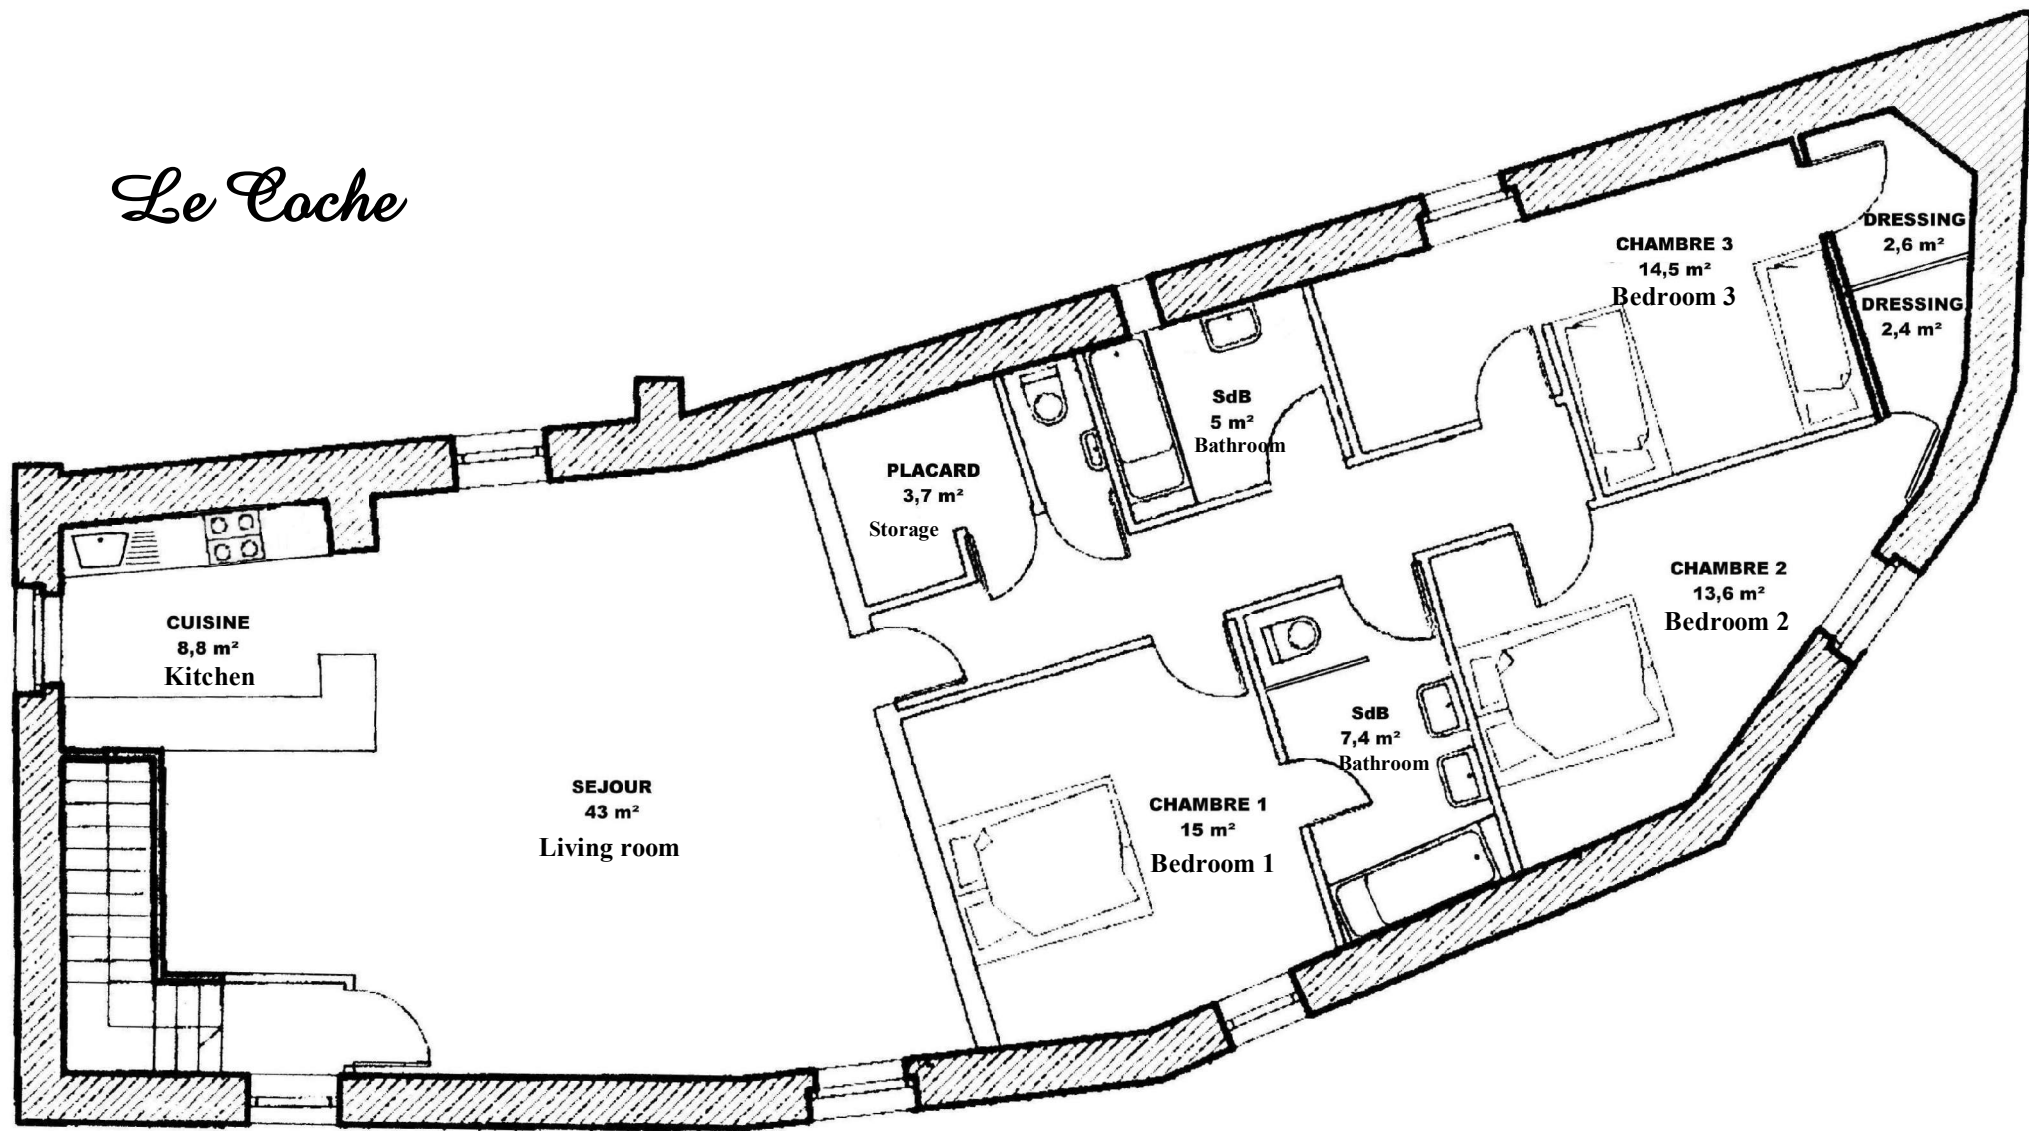 Le Coche
DRESSING
2,6 m²
CHAMBRE 3
14,5 m²
Bedroom 3
DRESSING
2,4 m²
SdB
5 m²
Bathroom
PLACARD
3,7 m²
Storage
CUISINE
8,8 m²
Kitchen
CHAMBRE 2
13,6 m²
Bedroom 2
SdB
7,4 m²
Bathroom
SEJOUR
43 m²
Living room
CHAMBRE 1
15 m²
Bedroom 1